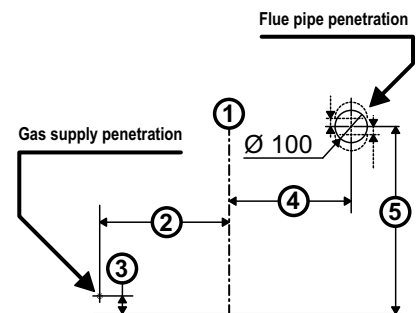 Flue pipe penetration
①
Gas supply penetration
Ø 100
④
②
⑤
③